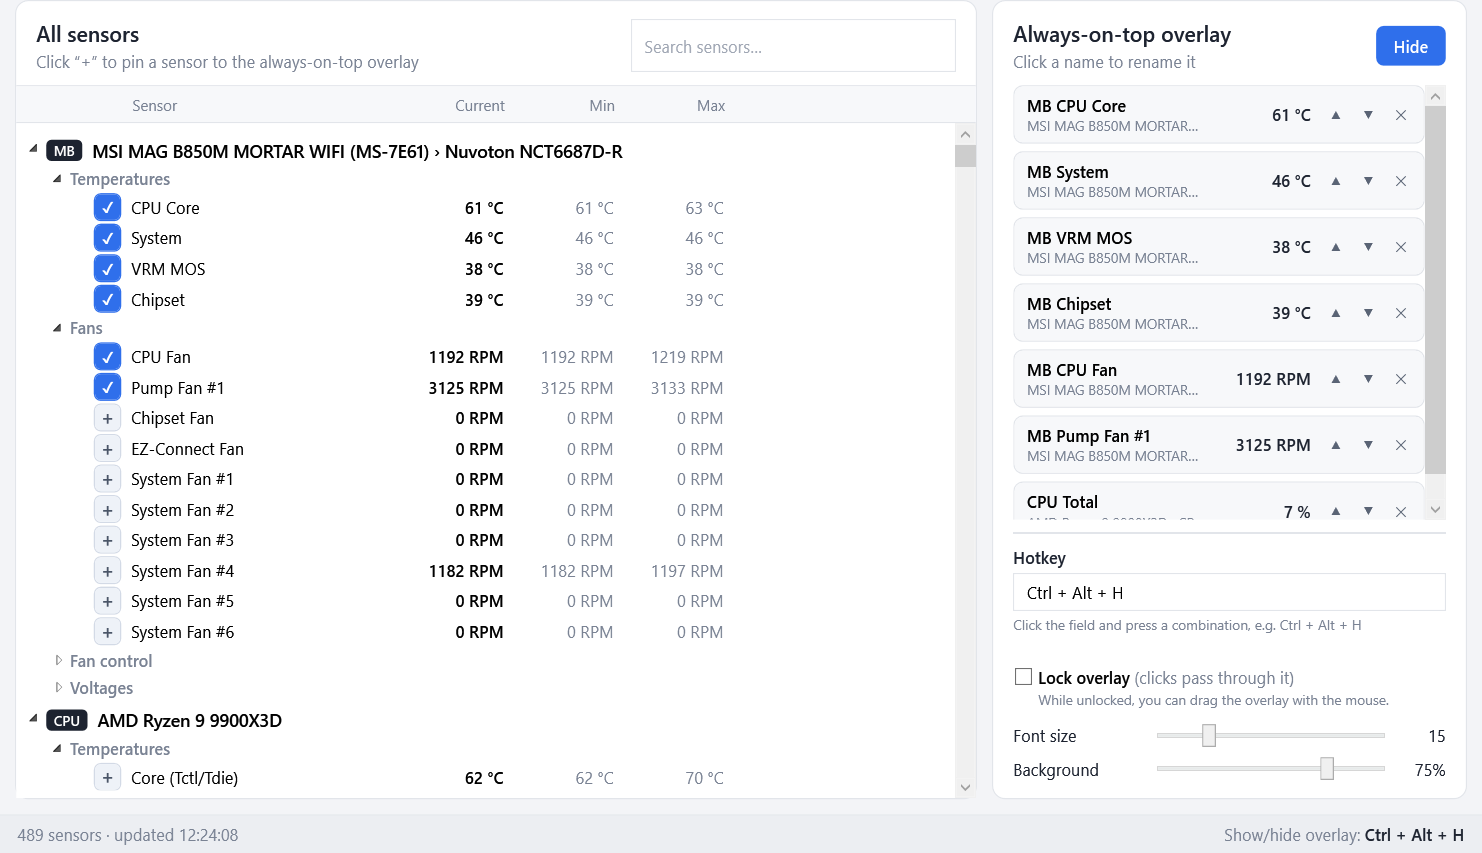 All sensors
Click “+” to pin a sensor to the always-on-top overlay
Search sensors...
Sensor Current Min Max
MB MSI MAG B850M MORTAR WIFI (MS-7E61) › Nuvoton NCT6687D-R
Temperatures
CPU Core 61 °C 61 °C 63 °C
System 46 °C 46 °C 46 °C
VRM MOS 38 °C 38 °C 38 °C
Chipset 39 °C 39 °C 39 °C
Fans
CPU Fan 1192 RPM 1192 RPM 1219 RPM
Pump Fan #1 3125 RPM 3125 RPM 3133 RPM
+ Chipset Fan 0 RPM 0 RPM 0 RPM
+ EZ-Connect Fan 0 RPM 0 RPM 0 RPM
+ System Fan #1 0 RPM 0 RPM 0 RPM
+ System Fan #2 0 RPM 0 RPM 0 RPM
+ System Fan #3 0 RPM 0 RPM 0 RPM
+ System Fan #4 1182 RPM 1182 RPM 1197 RPM
+ System Fan #5 0 RPM 0 RPM 0 RPM
+ System Fan #6 0 RPM 0 RPM 0 RPM
Fan control
Voltages
CPU AMD Ryzen 9 9900X3D
Temperatures
+ Core (Tctl/Tdie) 62 °C 62 °C 70 °C
Always-on-top overlay
Click a name to rename it
Hide
MB CPU Core 61 °C
MSI MAG B850M MORTAR...
MB System 46 °C
MSI MAG B850M MORTAR...
MB VRM MOS 38 °C
MSI MAG B850M MORTAR...
MB Chipset 39 °C
MSI MAG B850M MORTAR...
MB CPU Fan 1192 RPM
MSI MAG B850M MORTAR...
MB Pump Fan #1 3125 RPM
MSI MAG B850M MORTAR...
CPU Total 7 %
Hotkey
Ctrl + Alt + H
Click the field and press a combination, e.g. Ctrl + Alt + H
Lock overlay (clicks pass through it)
While unlocked, you can drag the overlay with the mouse.
Font size 15
Background 75%
489 sensors · updated 12:24:08
Show/hide overlay: Ctrl + Alt + H